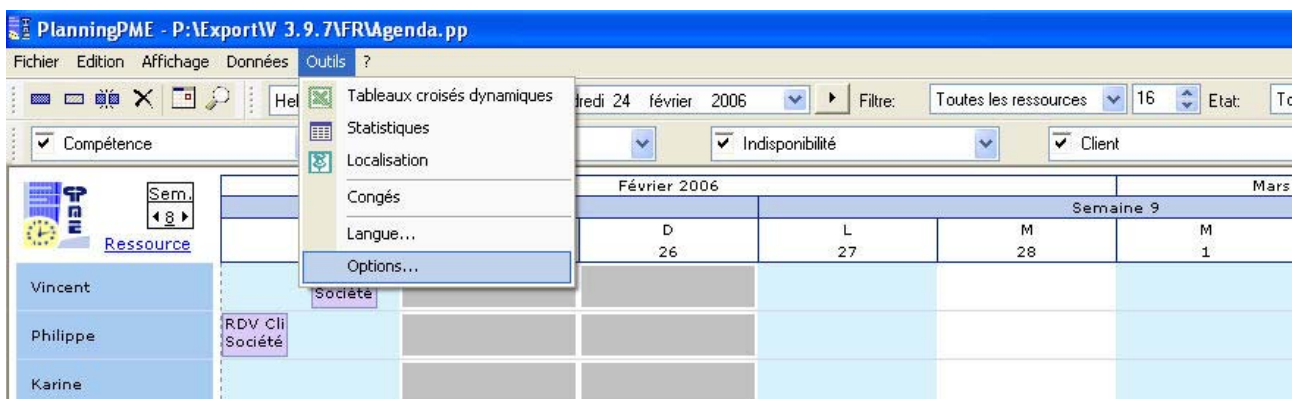 PlanningPME - P:\Export\V 3.9.7\FR\Agenda.pp
Fichier Edition Affichage Données Outils ?
Tableaux croisés dynamiques
Statistiques
Localisation
Congés
Langue...
Options...
24 février 2006 Filtre: Toutes les ressources 16 Etat:
Compétence Indisponibilité Client
PME
Sem.
8
Ressource
Février 2006 Mars
Semaine 9
D L M M
26 27 28 1
Vincent
Société
Philippe
RDV Cli
Société
Karine